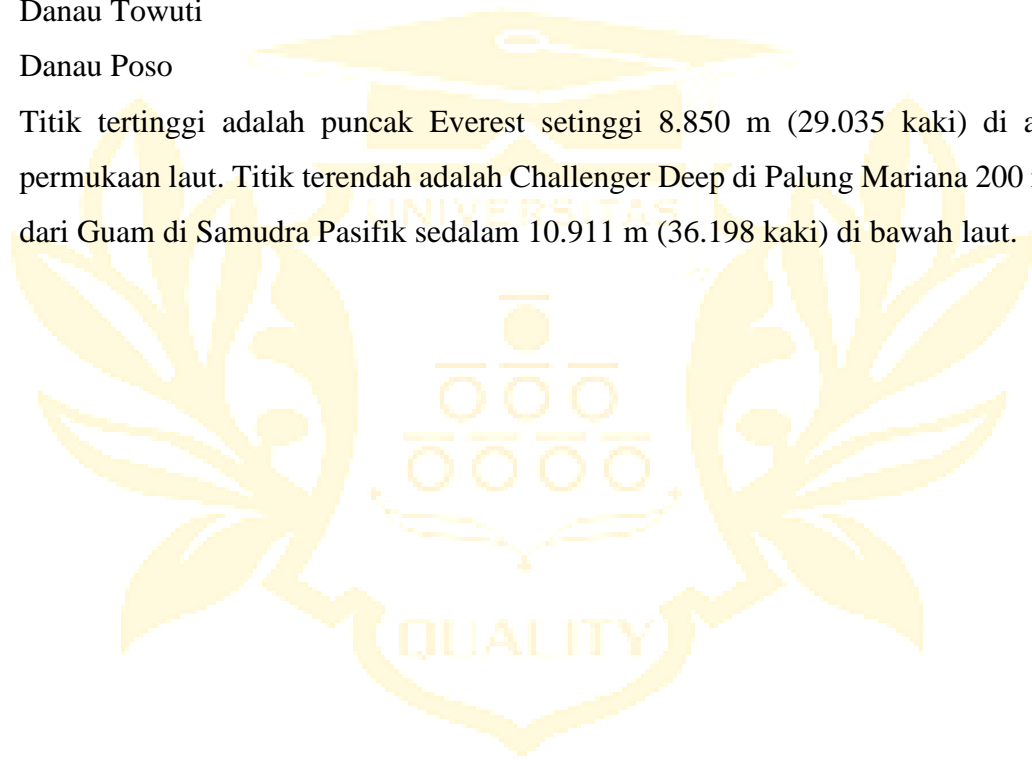 Danau Towuti
Danau Poso
Titik tertinggi adalah puncak Everest setinggi 8.850 m (29.035 kaki) di
permukaan laut. Titik terendah adalah Challenger Deep di Palung Mariana 200
dari Guam di Samudra Pasifik sedalam 10.911 m (36.198 kaki) di bawah laut.
UNIVERSITAS
QUALITY